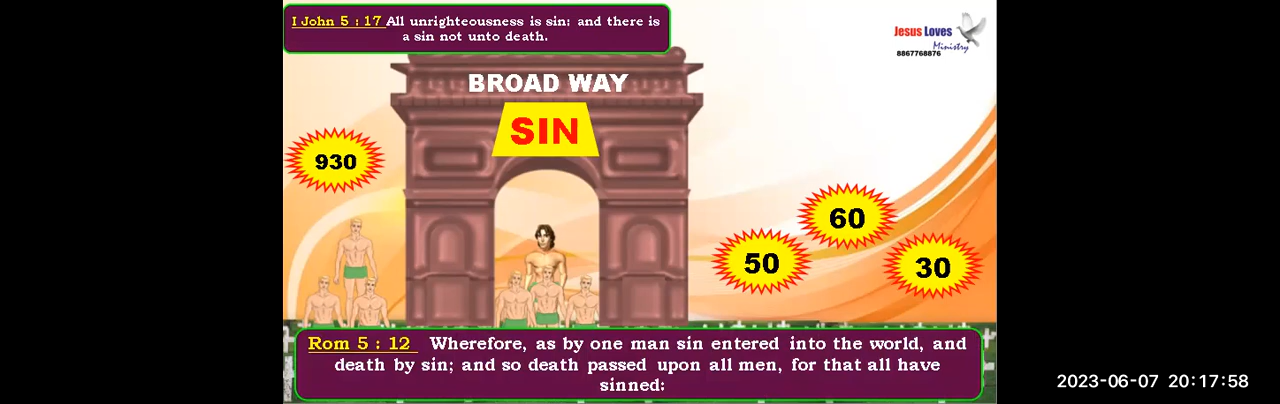 I John 5 : 17 All unrighteousness is sin: and there is
a sin not unto death.
Jesus Loves
Ministry
8867768876
BROAD WAY
SIN
930
60
50
30
Rom 5 : 12 Wherefore, as by one man sin entered into the world, and
death by sin; and so death passed upon all men, for that all have
sinned:
2023-06-07 20:17:58